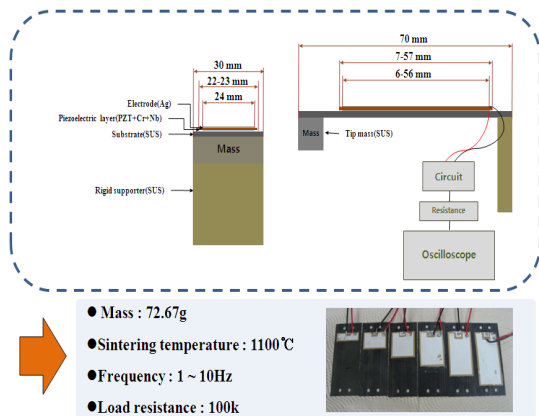 30 mm
22-23 mm
24 mm
Electrode(Ag)
Piezoelectric layer(PZT+Cr+Nb)
Substrate(SUS)
Mass
Rigid supporter(SUS)
70 mm
7-57 mm
6-56 mm
Mass
Tip mass(SUS)
Circuit
Resistance
Oscilloscope
● Mass : 72.67g
● Sintering temperature : 1100℃
● Frequency : 1 ~ 10Hz
● Load resistance : 100k